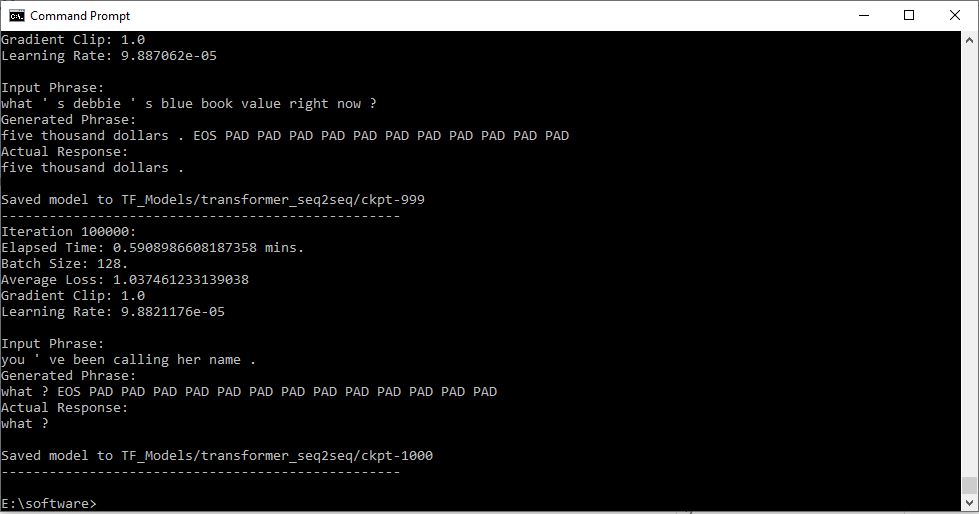 Command Prompt
Gradient Clip: 1.0
Learning Rate: 9.887062e-05
Input Phrase:
what ' s debbie ' s blue book value right now ?
Generated Phrase:
five thousand dollars . EOS PAD PAD PAD PAD PAD PAD PAD PAD PAD PAD PAD
Actual Response:
five thousand dollars .
Saved model to TF_Models/transformer_seq2seq/ckpt-999
--------------------------------------------------
Iteration 100000:
Elapsed Time: 0.5908986608187358 mins.
Batch Size: 128.
Average Loss: 1.037461233139038
Gradient Clip: 1.0
Learning Rate: 9.8821176e-05
Input Phrase:
you ' ve been calling her name .
Generated Phrase:
what ? EOS PAD PAD PAD PAD PAD PAD PAD PAD PAD PAD PAD PAD PAD
Actual Response:
what ?
Saved model to TF_Models/transformer_seq2seq/ckpt-1000
--------------------------------------------------
E:\software>